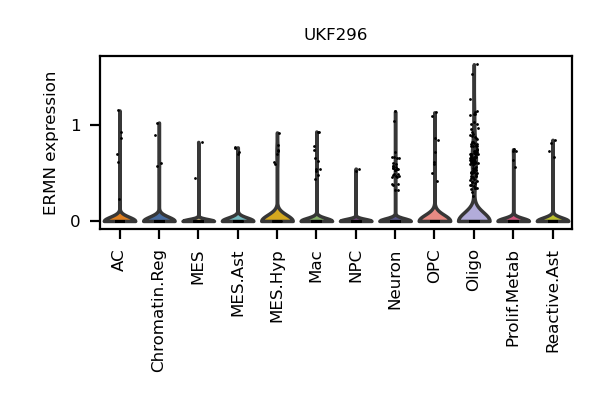 UKF296
ERMN expression
1
0
AC
Chromatin.Reg
MES
MES.Ast
MES.Hyp
Mac
NPC
Neuron
OPC
Oligo
Prolif.Metab
Reactive.Ast